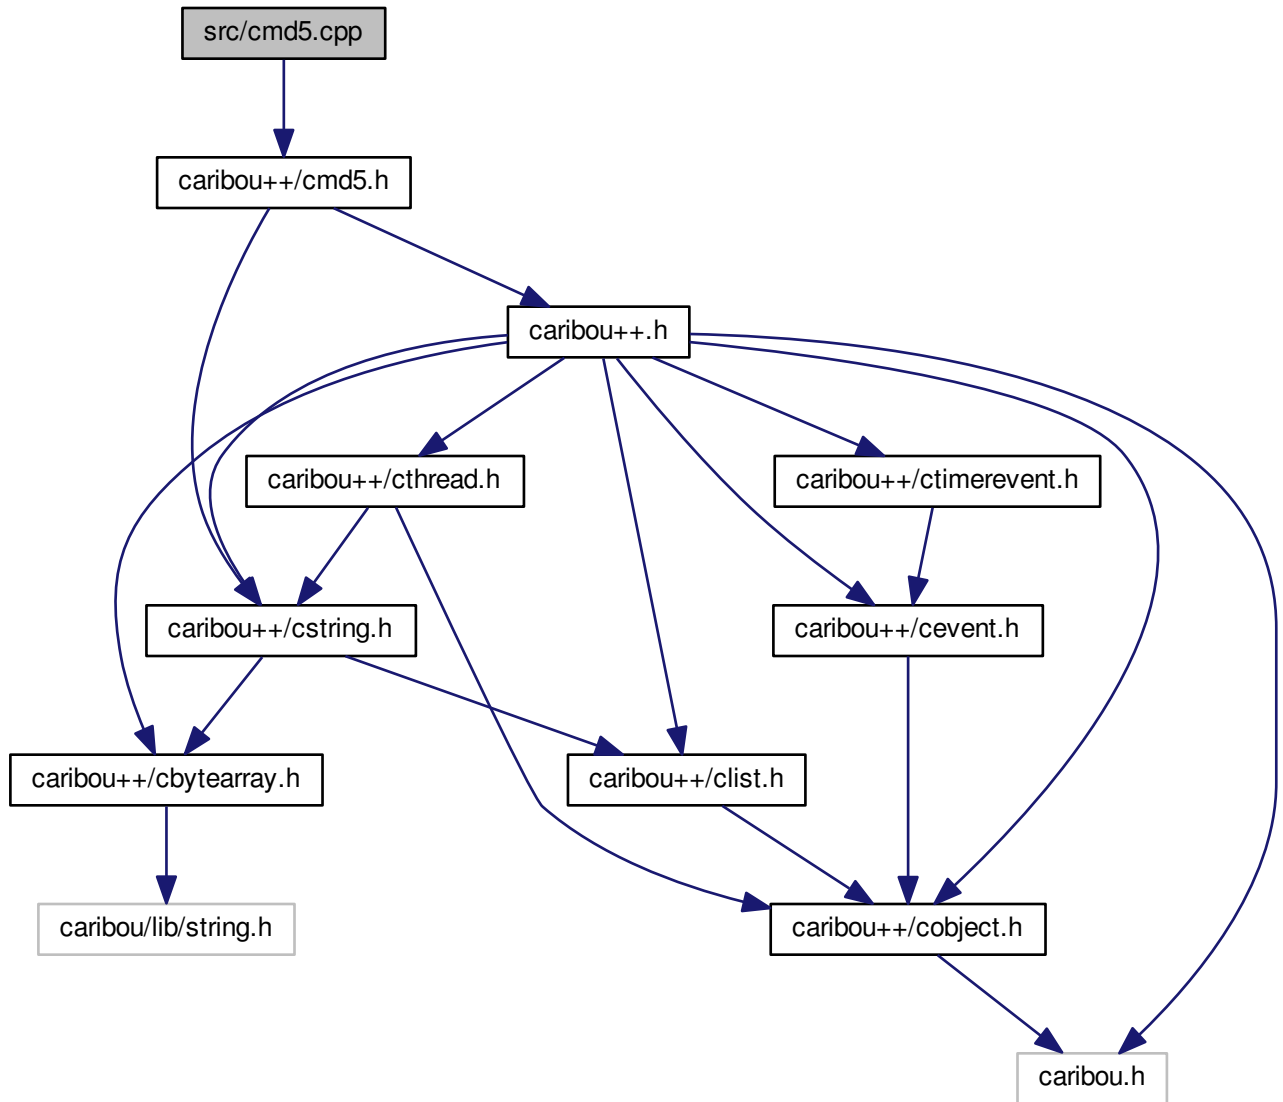 src/cmd5.cpp
caribou++/cmd5.h
caribou++.h
caribou++/cthread.h
caribou++/ctimerevent.h
caribou++/cstring.h
caribou++/cevent.h
caribou++/cbytearray.h
caribou++/clist.h
caribou/lib/string.h
caribou++/cobject.h
caribou.h